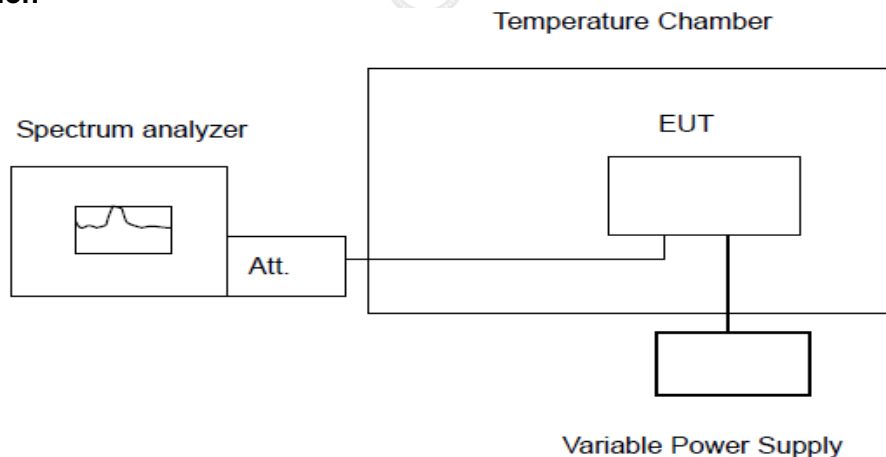 Temperature Chamber
Spectrum analyzer
EUT
Att.
Variable Power Supply